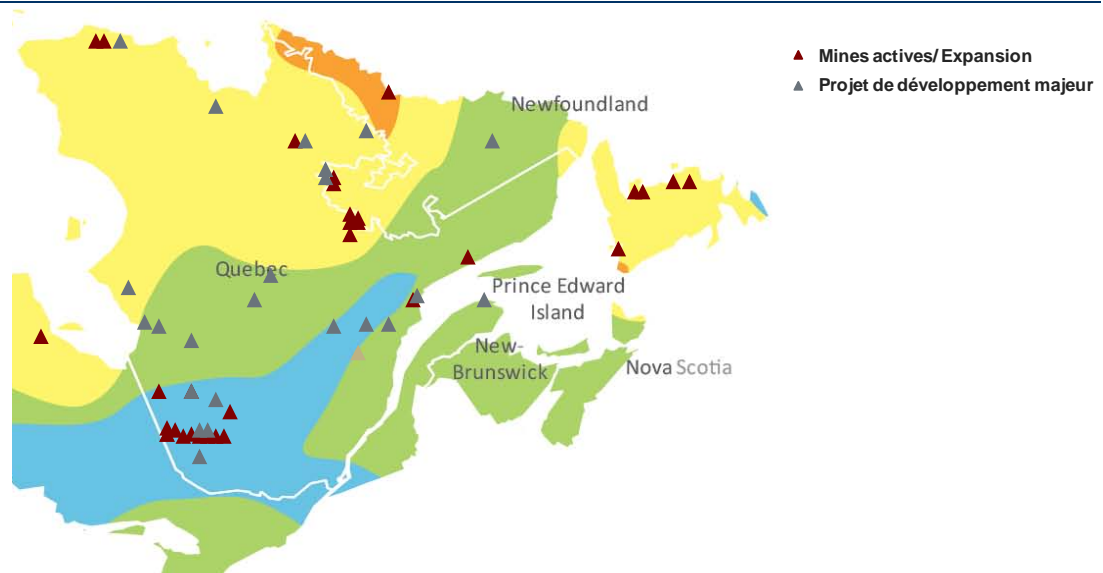 Mines actives/ Expansion
Projet de développement majeur
Newfoundland
Quebec
Prince Edward
Island
New-
Brunswick
Nova Scotia